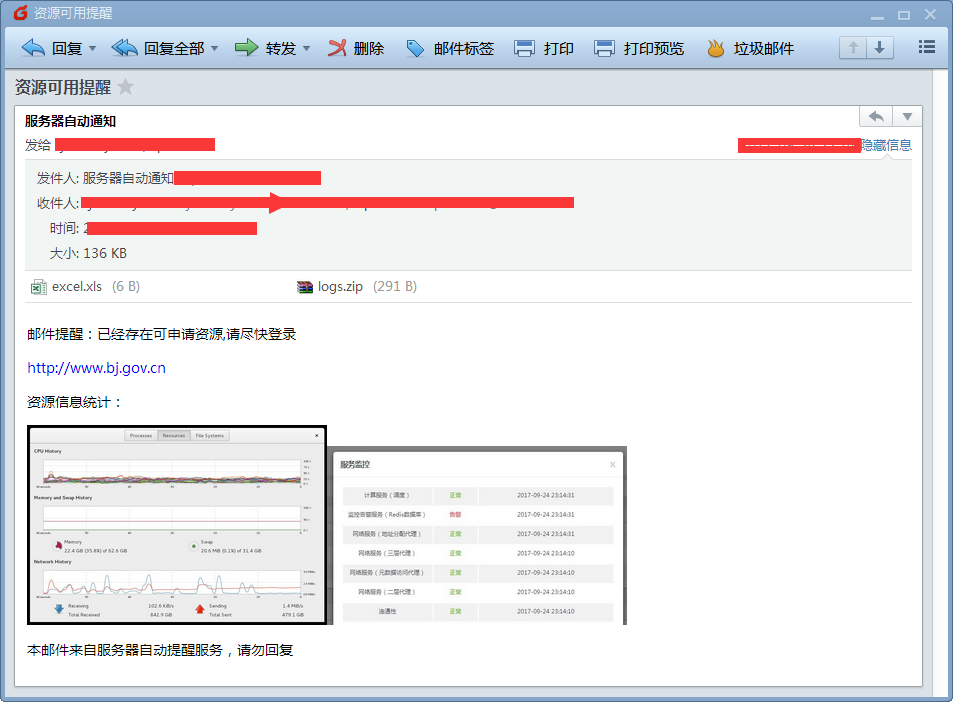 资源可用提醒
回复 回复全部 转发 删除 邮件标签 打印 打印预览 垃圾邮件
资源可用提醒
服务器自动通知
发给
隐藏信息
发件人: 服务器自动通知
收件人:
时间: 2
大小: 136 KB
excel.xls (6 B) logs.zip (291 B)
邮件提醒：已经存在可申请资源,请尽快登录
http://www.bj.gov.cn
资源信息统计：
Processes Resources File Systems
CPU History
Memory and Swap History
Memory
22.4 GB (35.8%) of 62.6 GB
Swap
20.6 MB (0.1%) of 31.4 GB
Network History
Receiving 102.6 KiB/s
Total Received 842.9 GB
Sending 1.4 MiB/s
Total Sent 479.1 GB
服务监控
计算服务（调度） 正常 2017-09-24 23:14:31
监控告警服务（Redis数据库） 告警 2017-09-24 23:14:31
网络服务（地址分配代理） 正常 2017-09-24 23:14:31
网络服务（三层代理） 正常 2017-09-24 23:14:10
网络服务（元数据访问代理） 正常 2017-09-24 23:14:10
网络服务（二层代理） 正常 2017-09-24 23:14:10
连通性 正常 2017-09-24 23:14:10
本邮件来自服务器自动提醒服务，请勿回复